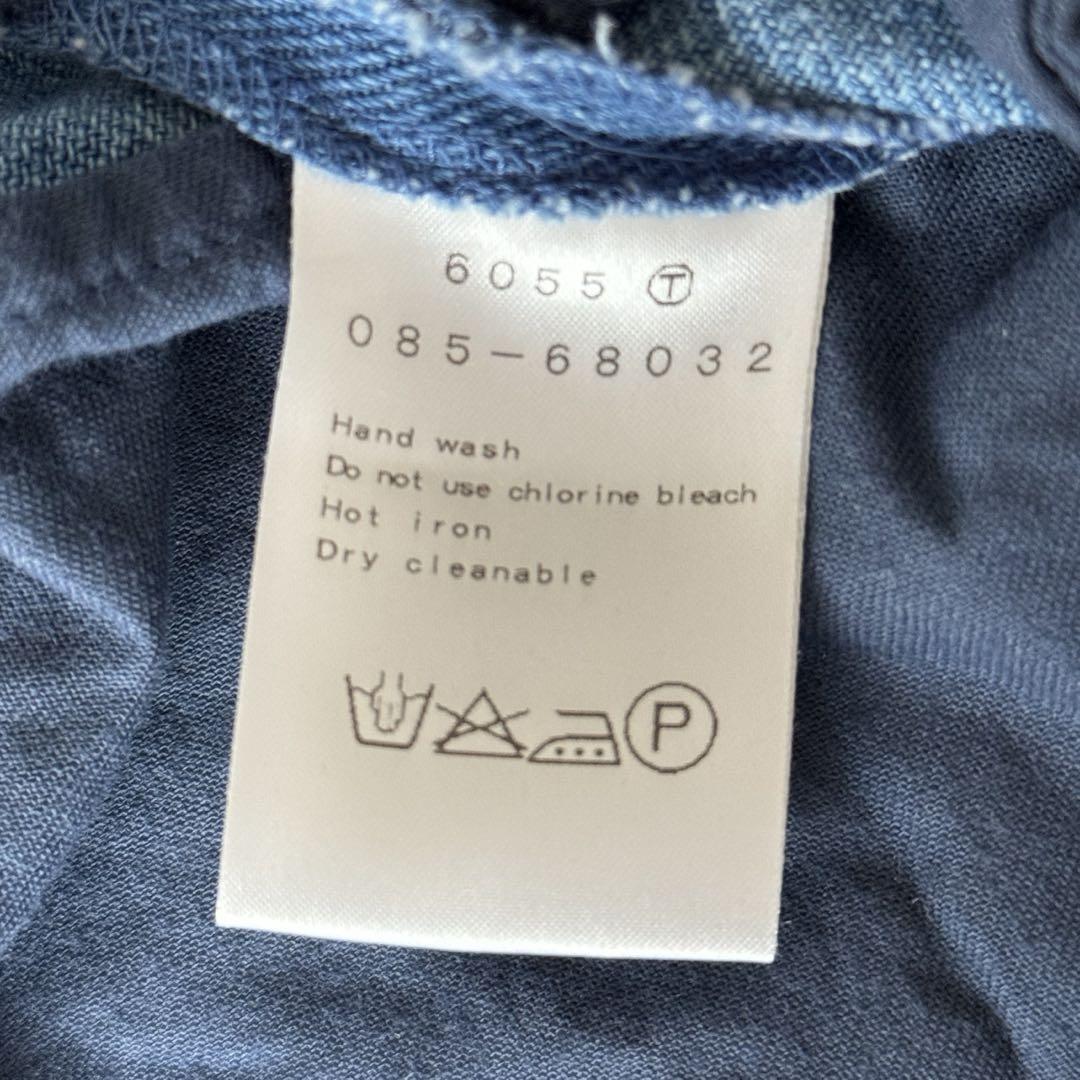 6055 Ⓣ
085-68032
Hand wash
Do not use chlorine bleach
Hot iron
Dry cleanable
P